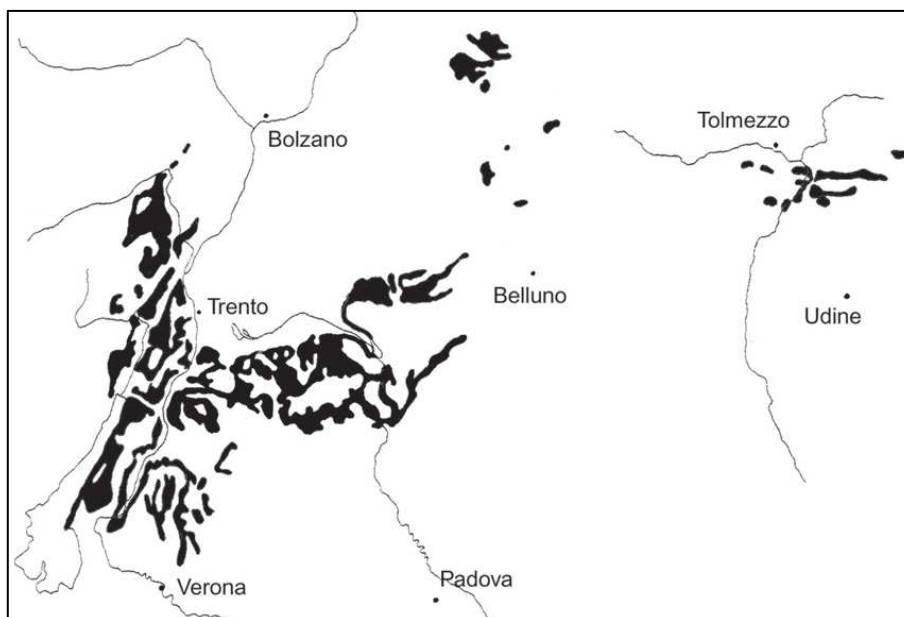 Bolzano
Tolmezzo
Trento
Belluno
Udine
Verona
Padova